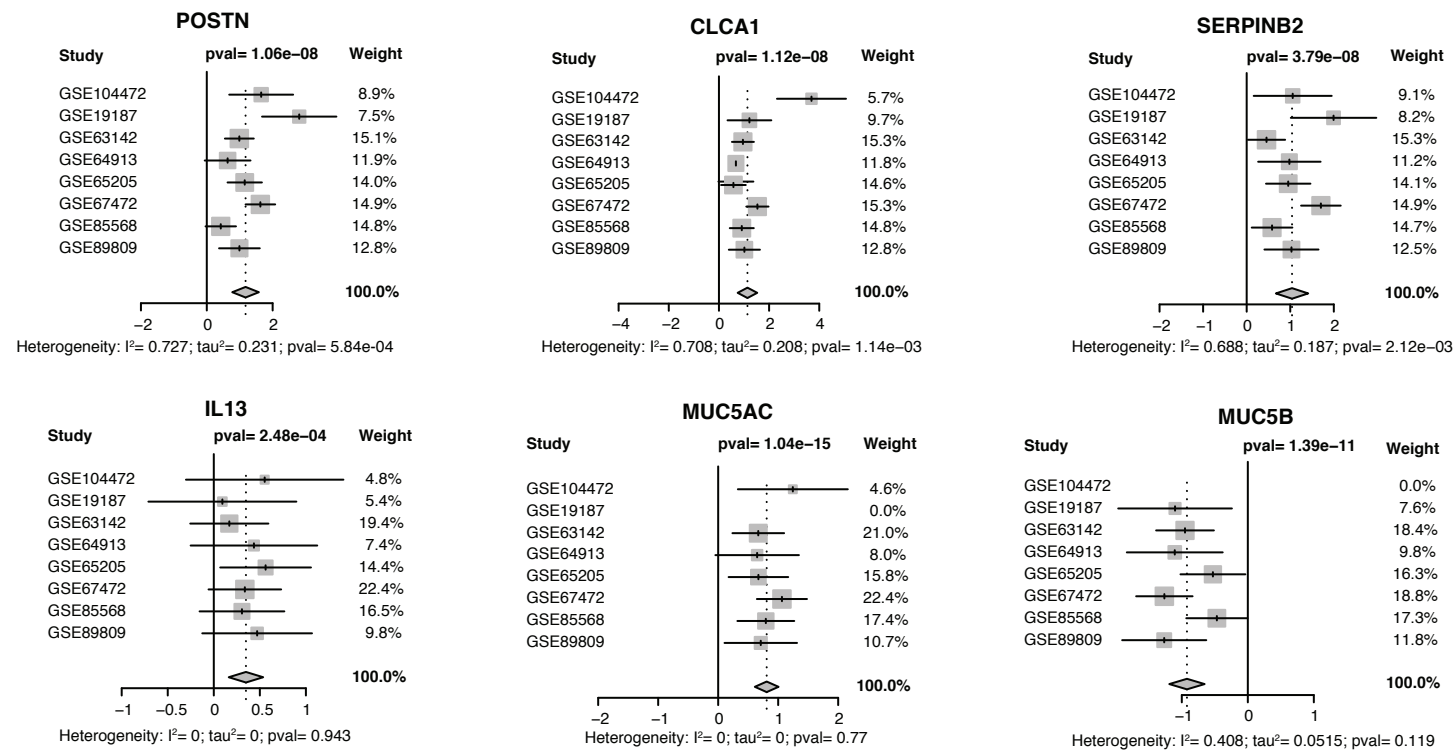 POSTN
Study pval= 1.06e−08 Weight
GSE104472 8.9%
GSE19187 7.5%
GSE63142 15.1%
GSE64913 11.9%
GSE65205 14.0%
GSE67472 14.9%
GSE85568 14.8%
GSE89809 12.8%
100.0%
−2 0 2
Heterogeneity: I²= 0.727; tau²= 0.231; pval= 5.84e-04
CLCA1
Study pval= 1.12e−08 Weight
GSE104472 5.7%
GSE19187 9.7%
GSE63142 15.3%
GSE64913 11.8%
GSE65205 14.6%
GSE67472 15.3%
GSE85568 14.8%
GSE89809 12.8%
100.0%
−4 −2 0 2 4
Heterogeneity: I²= 0.708; tau²= 0.208; pval= 1.14e−03
SERPINB2
Study pval= 3.79e−08 Weight
GSE104472 9.1%
GSE19187 8.2%
GSE63142 15.3%
GSE64913 11.2%
GSE65205 14.1%
GSE67472 14.9%
GSE85568 14.7%
GSE89809 12.5%
100.0%
−2 −1 0 1 2
Heterogeneity: I²= 0.688; tau²= 0.187; pval= 2.12e−03
IL13
Study pval= 2.48e−04 Weight
GSE104472 4.8%
GSE19187 5.4%
GSE63142 19.4%
GSE64913 7.4%
GSE65205 14.4%
GSE67472 22.4%
GSE85568 16.5%
GSE89809 9.8%
100.0%
−1 −0.5 0 0.5 1
Heterogeneity: I²= 0; tau²= 0; pval= 0.943
MUC5AC
Study pval= 1.04e−15 Weight
GSE104472 4.6%
GSE19187 0.0%
GSE63142 21.0%
GSE64913 8.0%
GSE65205 15.8%
GSE67472 22.4%
GSE85568 17.4%
GSE89809 10.7%
100.0%
−2 −1 0 1 2
Heterogeneity: I²= 0; tau²= 0; pval= 0.77
MUC5B
Study pval= 1.39e−11 Weight
GSE104472 0.0%
GSE19187 7.6%
GSE63142 18.4%
GSE64913 9.8%
GSE65205 16.3%
GSE67472 18.8%
GSE85568 17.3%
GSE89809 11.8%
100.0%
−1 0 1
Heterogeneity: I²= 0.408; tau²= 0.0515; pval= 0.119